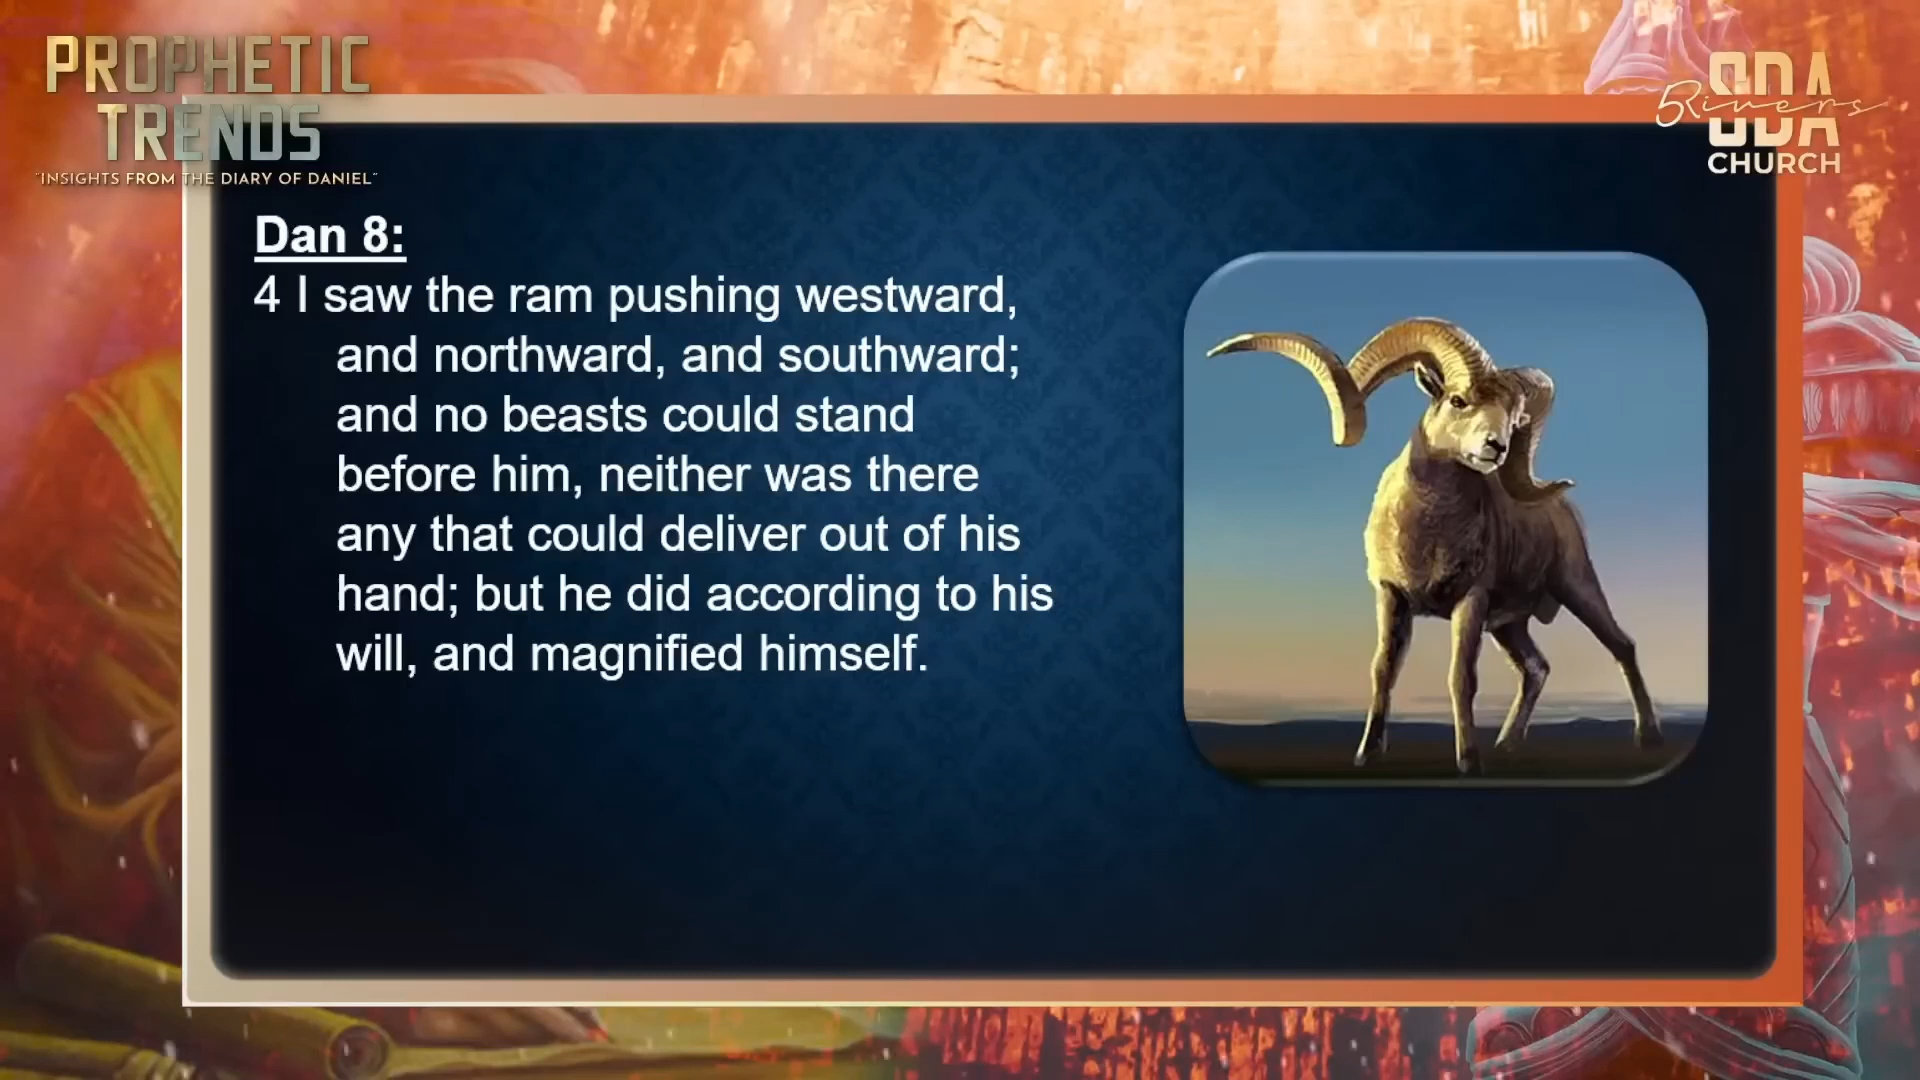 PROPHETIC
TRENDS
"INSIGHTS FROM THE DIARY OF DANIEL"
5Rivers
SDA
CHURCH
Dan 8:
4 I saw the ram pushing westward,
and northward, and southward;
and no beasts could stand
before him, neither was there
any that could deliver out of his
hand; but he did according to his
will, and magnified himself.